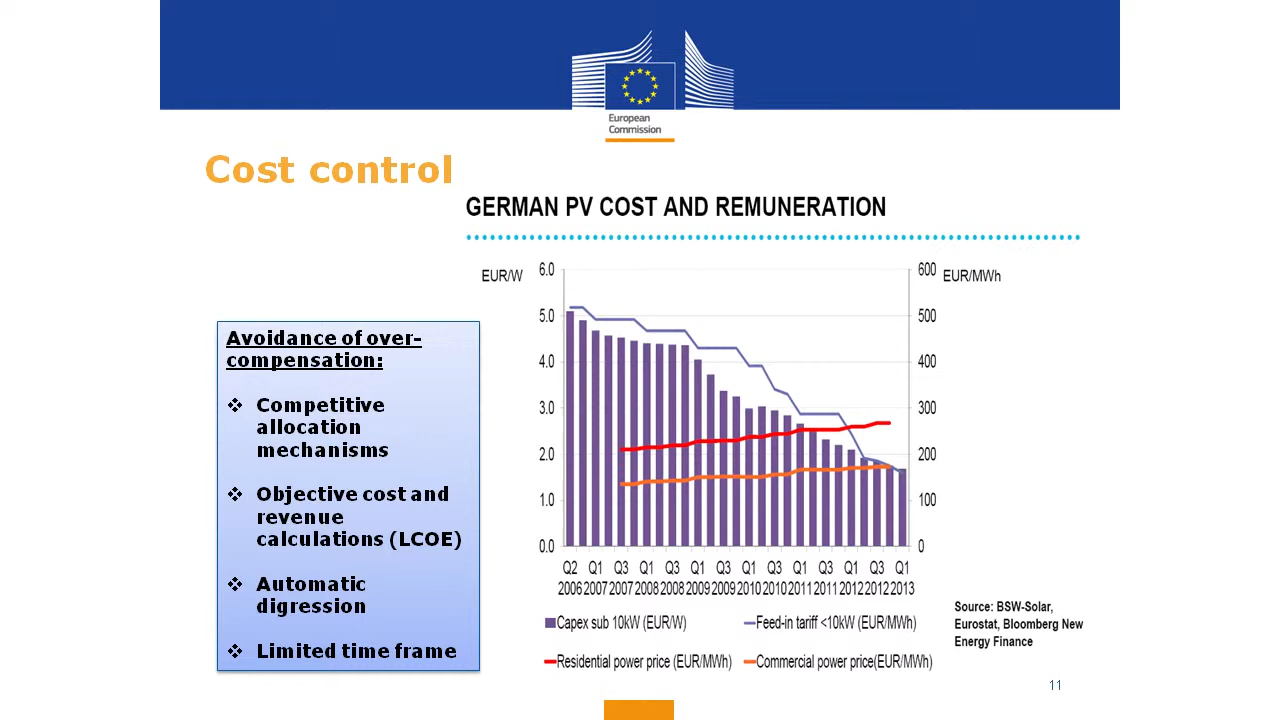 European
Commission
Cost control
GERMAN PV COST AND REMUNERATION
Avoidance of over-
compensation:
❖ Competitive
allocation
mechanisms
❖ Objective cost and
revenue
calculations (LCOE)
❖ Automatic
digression
❖ Limited time frame
EUR/W
6.0
5.0
4.0
3.0
2.0
1.0
0.0
600
500
400
300
200
100
0
EUR/MWh
Q2 Q1 Q3 Q1 Q3 Q1 Q3 Q1 Q3 Q1 Q3 Q1 Q3 Q1
2006 2007 2007 2008 2008 2009 2009 2010 2010 2011 2011 2012 2012 2013
Capex sub 10kW (EUR/W)
Feed-in tariff <10kW (EUR/MWh)
Residential power price (EUR/MWh)
Commercial power price(EUR/MWh)
Source: BSW-Solar,
Eurostat, Bloomberg New
Energy Finance
11